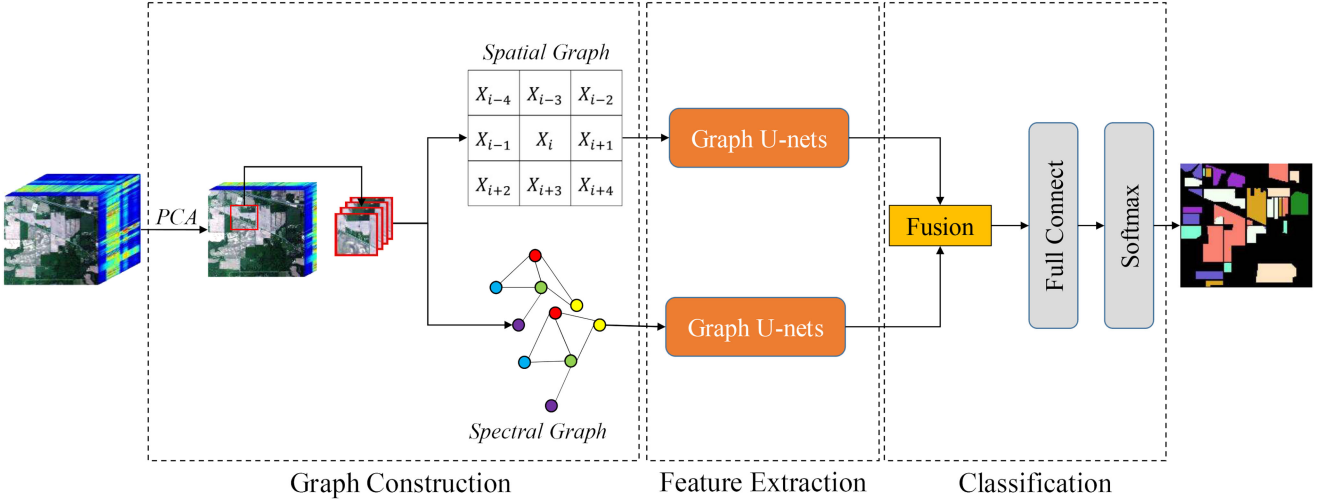 Spatial Graph
X_{i-4} X_{i-3} X_{i-2}
X_{i-1} X_i X_{i+1}
X_{i+2} X_{i+3} X_{i+4}
PCA
Spectral Graph
Graph U-nets
Graph U-nets
Fusion
Full Connect
Softmax
Graph Construction
Feature Extraction
Classification